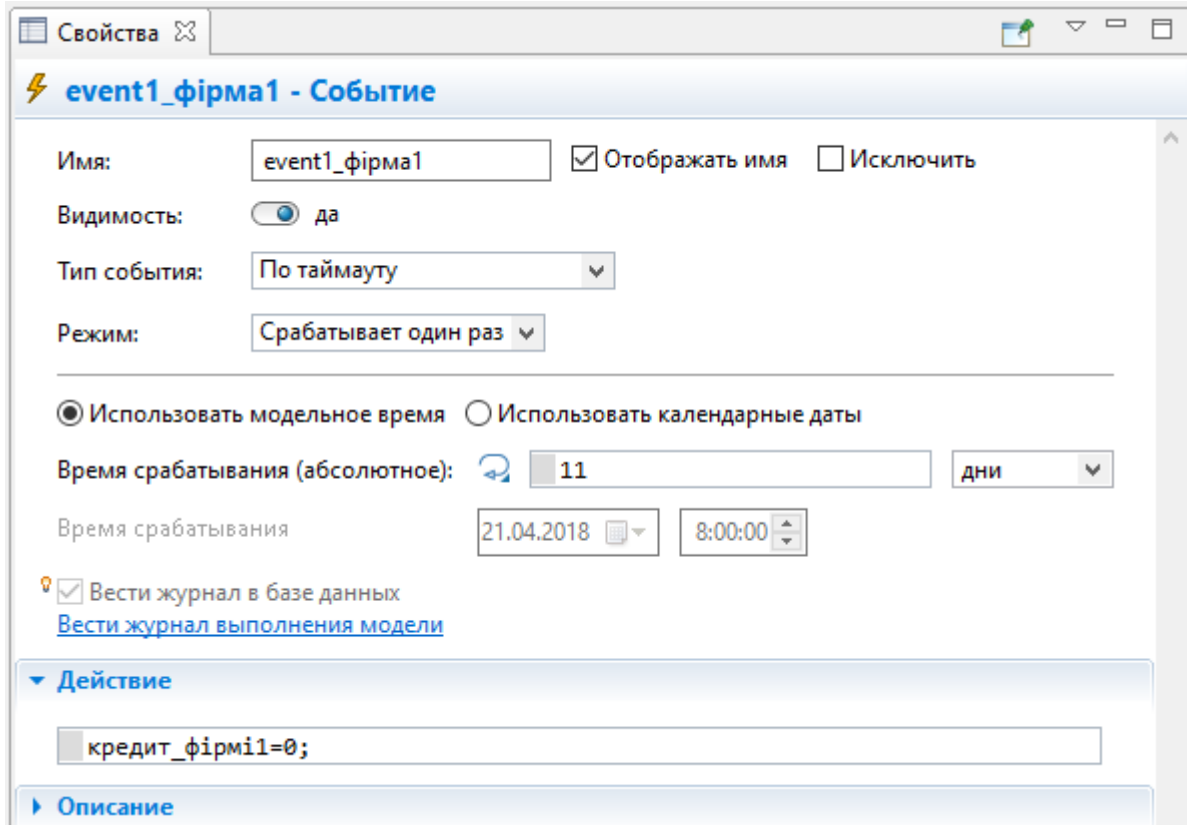 Свойства
event1_фірма1 - Событие
Имя: event1_фірма1 Отображать имя Исключить
Видимость: да
Тип события: По таймауту
Режим: Срабатывает один раз
Использовать модельное время Использовать календарные даты
Время срабатывания (абсолютное): 11 дни
Время срабатывания 21.04.2018 8:00:00
Вести журнал в базе данных
Вести журнал выполнения модели
Действие
кредит_фірмі1=0;
Описание